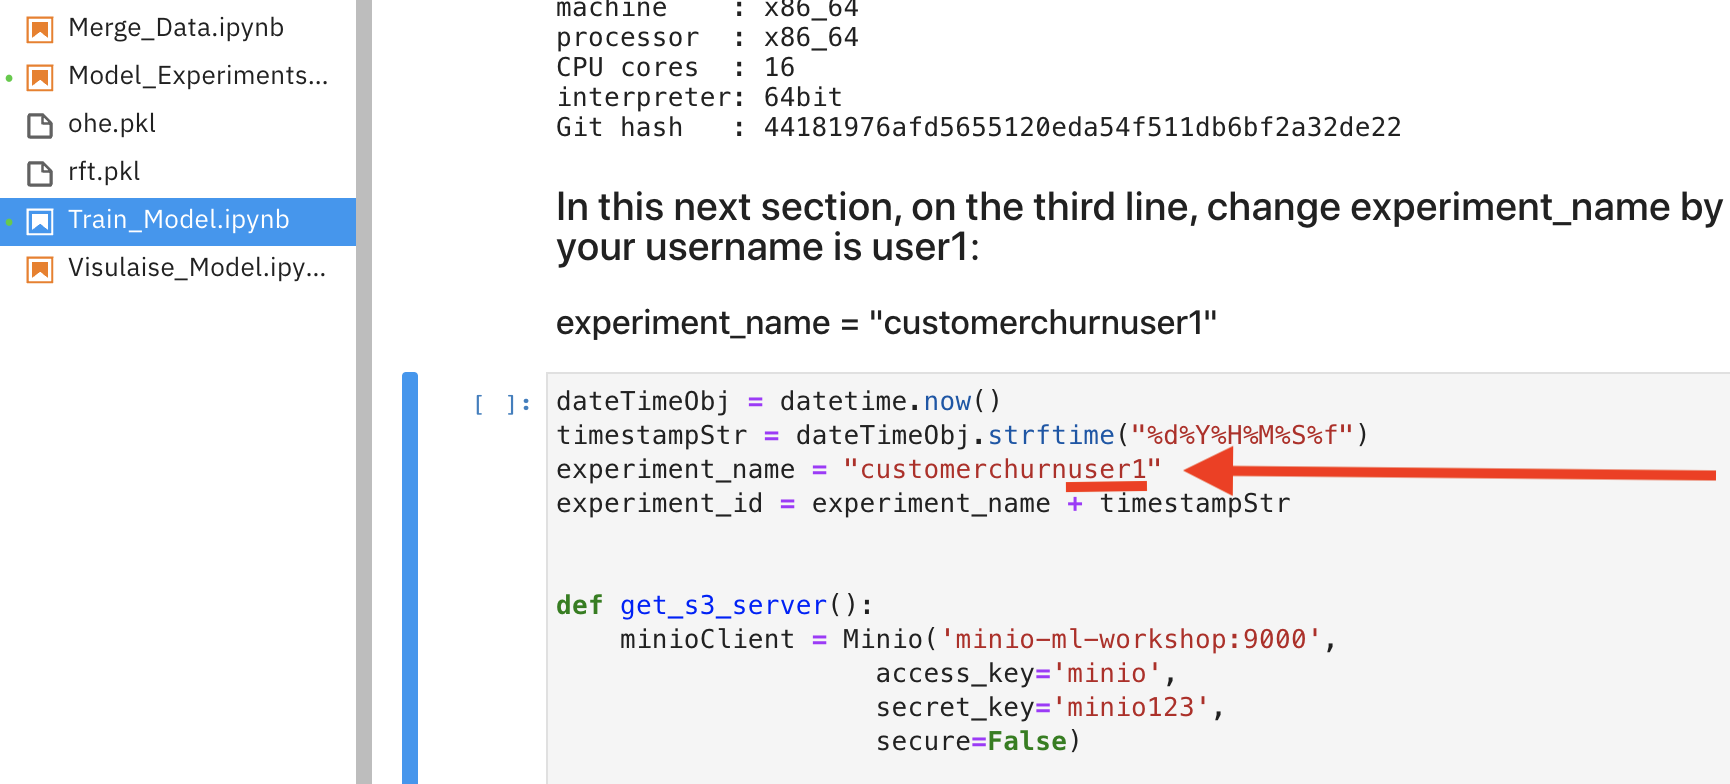 Merge_Data.ipynb
Model_Experiments...
ohe.pkl
rft.pkl
Train_Model.ipynb
Visulaise_Model.ipy...
machine    : x86_64
processor  : x86_64
CPU cores  : 16
interpreter: 64bit
Git hash   : 44181976afd5655120eda54f511db6bf2a32de22
In this next section, on the third line, change experiment_name by
your username is user1:
experiment_name = "customerchurnuser1"
[ ]:
dateTimeObj = datetime.now()
timestampStr = dateTimeObj.strftime("%d%Y%H%M%S%f")
experiment_name = "customerchurnuser1"
experiment_id = experiment_name + timestampStr
def get_s3_server():
    minioClient = Minio('minio-ml-workshop:9000',
                    access_key='minio',
                    secret_key='minio123',
                    secure=False)